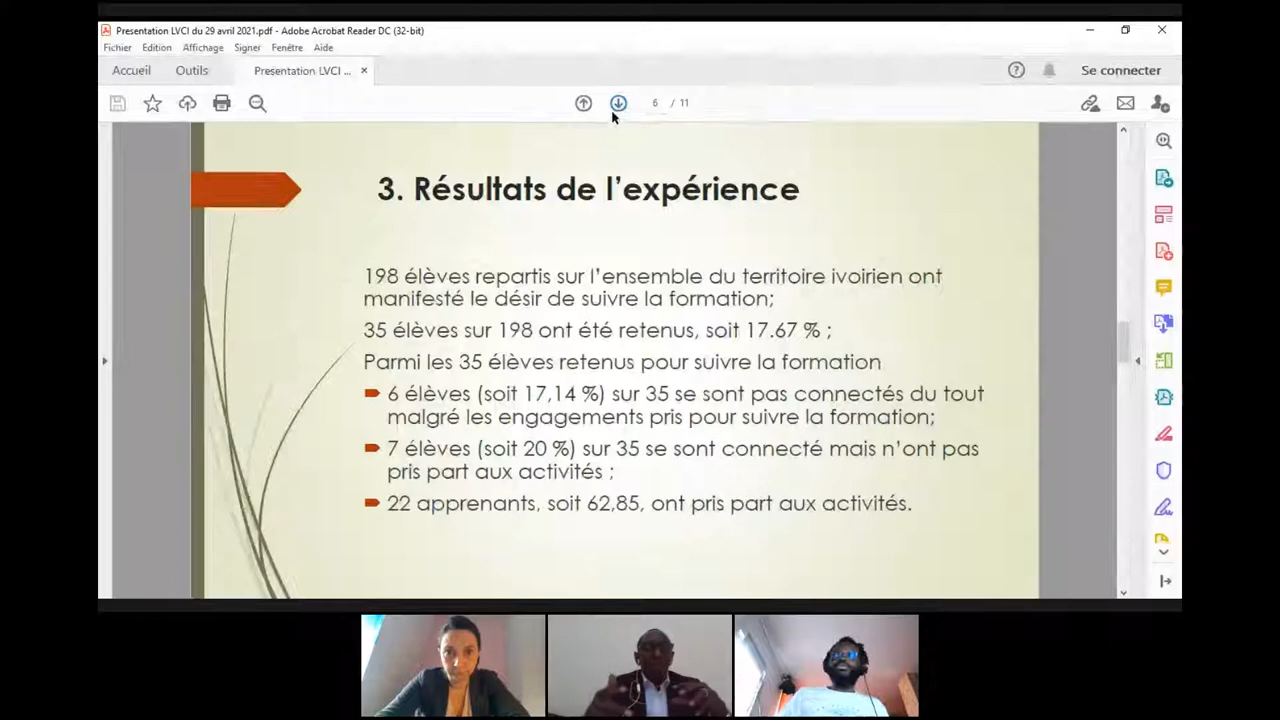 Presentation LVCI du 29 avril 2021.pdf - Adobe Acrobat Reader DC (32-bit)
Fichier Edition Affichage Signer Fenêtre Aide
Accueil Outils Presentation LVCI ... × Se connecter
6 / 11
3. Résultats de l’expérience
198 élèves repartis sur l’ensemble du territoire ivoirien ont
manifesté le désir de suivre la formation;
35 élèves sur 198 ont été retenus, soit 17.67 % ;
Parmi les 35 élèves retenus pour suivre la formation
6 élèves (soit 17,14 %) sur 35 se sont pas connectés du tout
malgré les engagements pris pour suivre la formation;
7 élèves (soit 20 %) sur 35 se sont connecté mais n’ont pas
pris part aux activités ;
22 apprenants, soit 62,85, ont pris part aux activités.